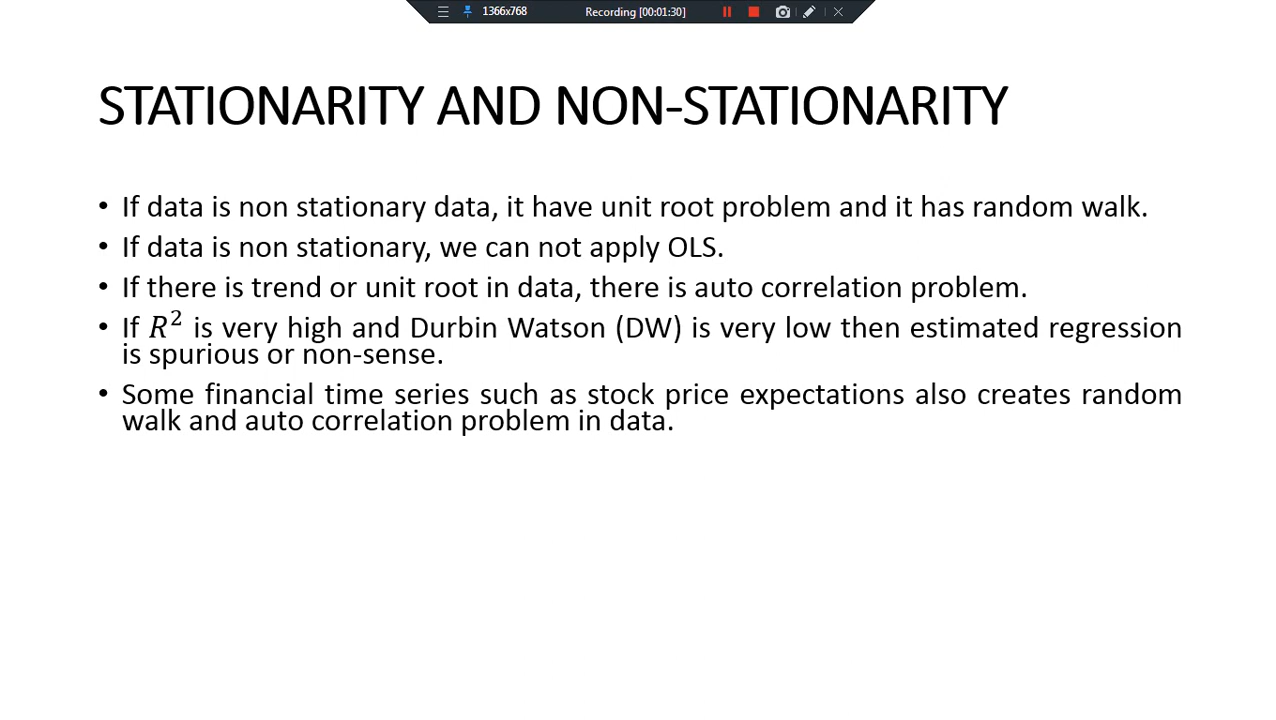 1366x768 Recording [00:01:30]
STATIONARITY AND NON-STATIONARITY
• If data is non stationary data, it have unit root problem and it has random walk.
• If data is non stationary, we can not apply OLS.
• If there is trend or unit root in data, there is auto correlation problem.
• If R² is very high and Durbin Watson (DW) is very low then estimated regression
is spurious or non-sense.
• Some financial time series such as stock price expectations also creates random
walk and auto correlation problem in data.